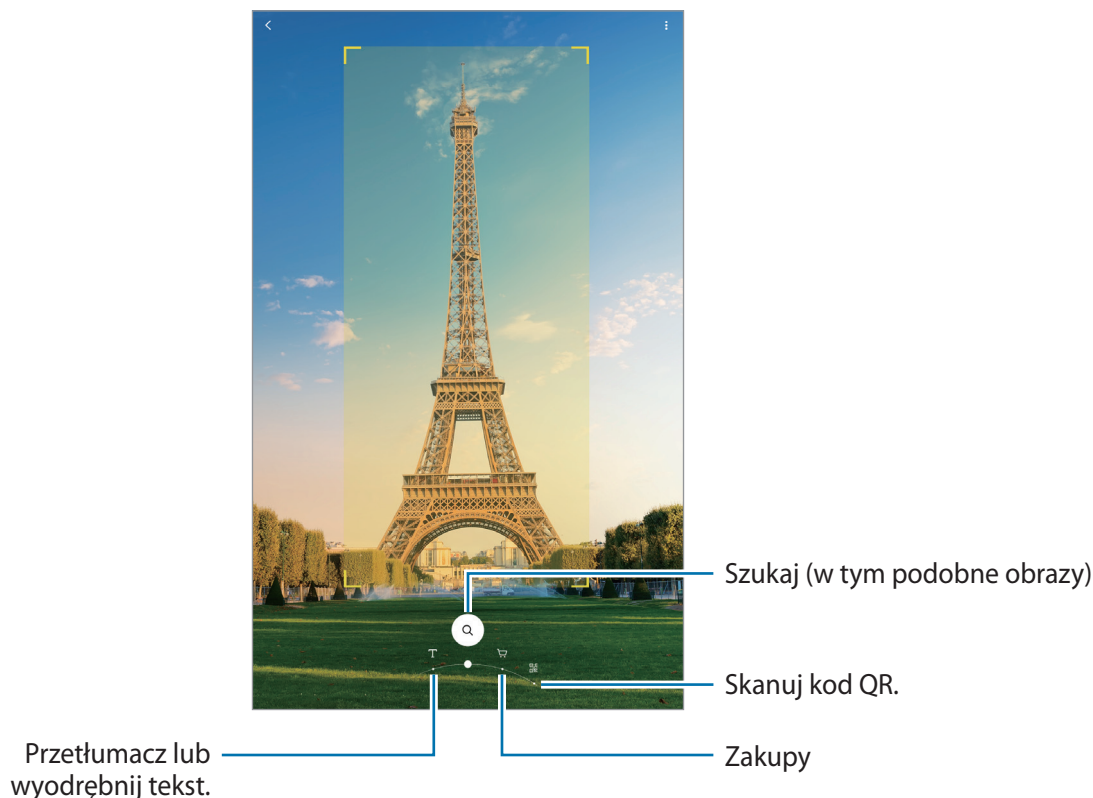 Szukaj (w tym podobne obrazy)
T
Skanuj kod QR.
Przetłumacz lub
wyodrębnij tekst.
Zakupy